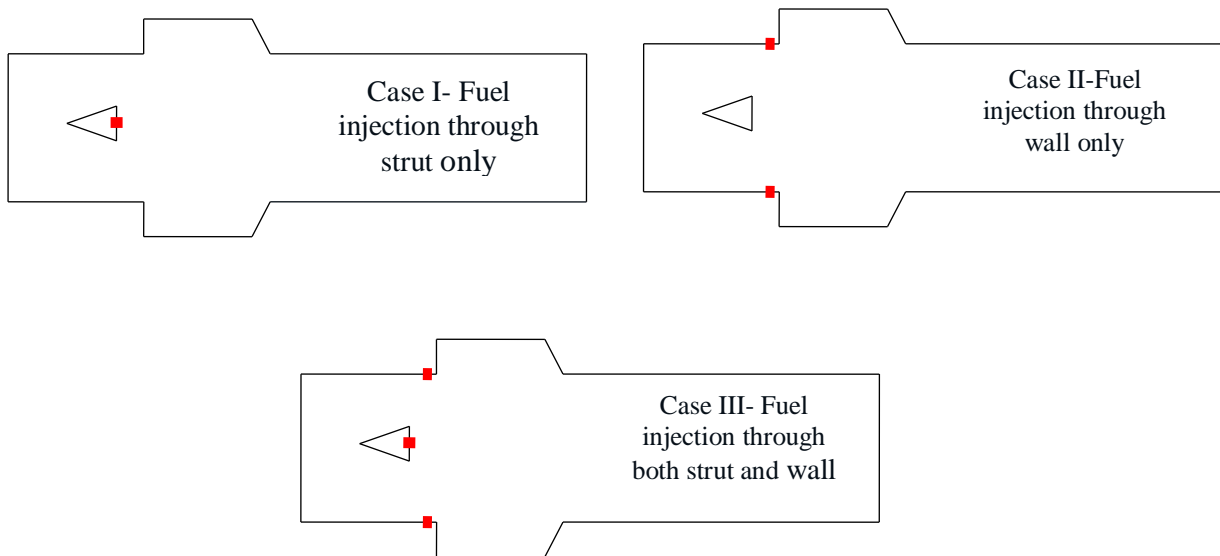 Case I- Fuel
injection through
strut only
Case II-Fuel
injection through
wall only
Case III- Fuel
injection through
both strut and wall